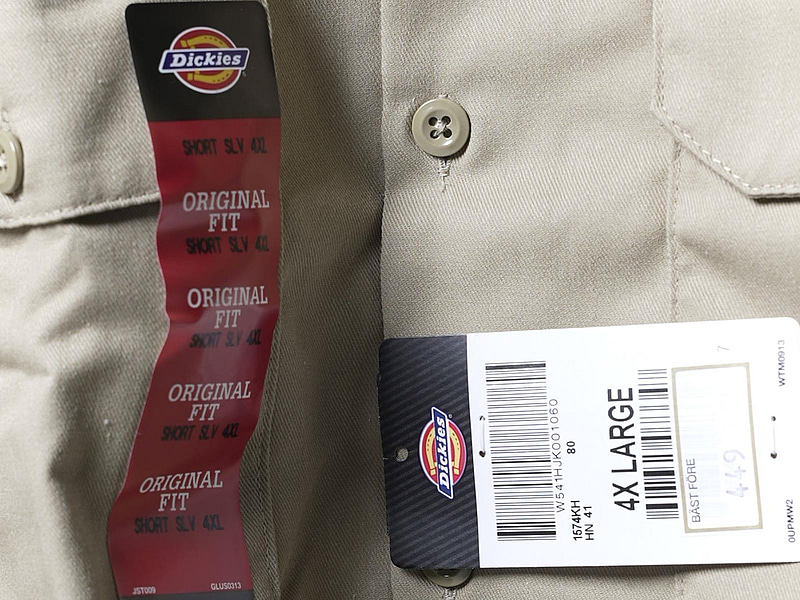 Dickies
SHORT SLV 4XL
ORIGINAL
FIT
SHORT SLV 4XL
ORIGINAL
FIT
SHORT SLV 4XL
ORIGINAL
FIT
SHORT SLV 4XL
ORIGINAL
FIT
SHORT SLV 4XL
JST009
GLUS0313
Dickies
W541HJK001060
80
1574KH
HN 41
4X LARGE
BÄST FÖRE
449
7
WTM0913
0UPMW2